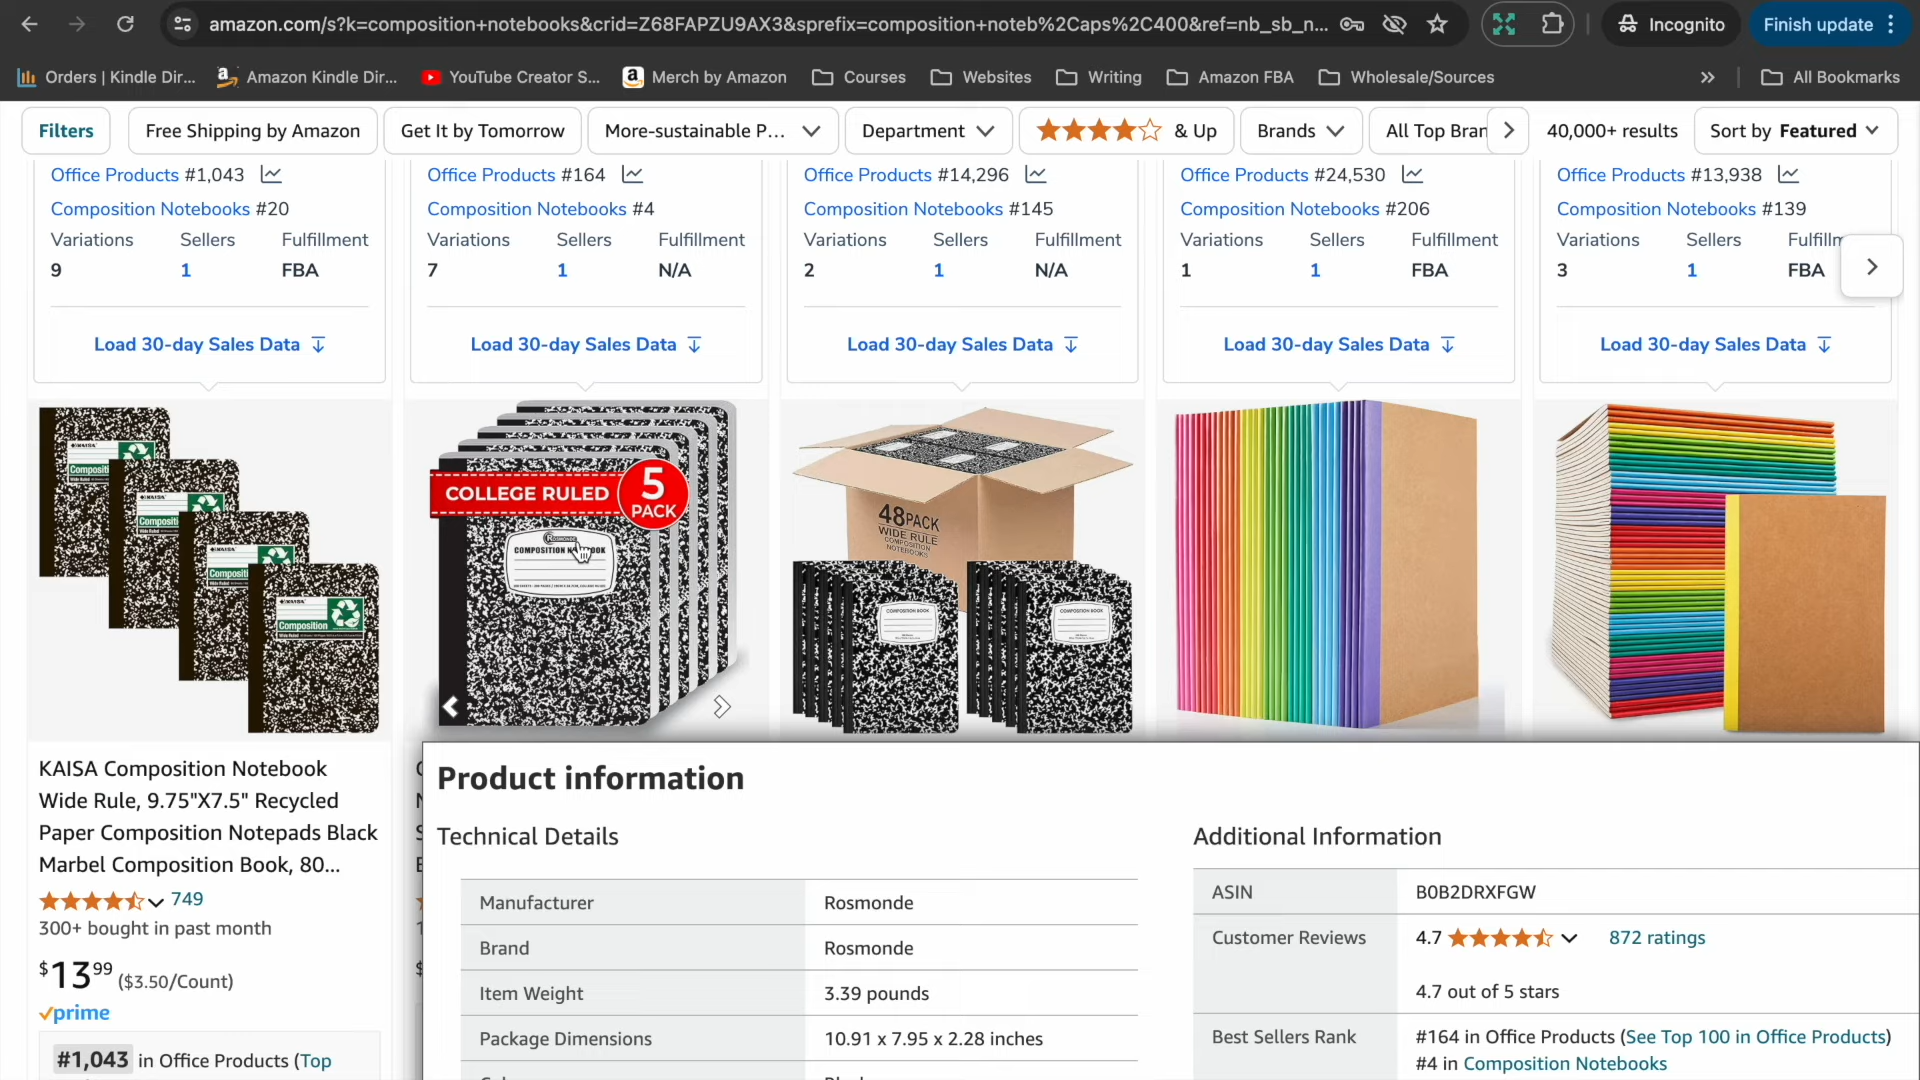 amazon.com/s?k=composition+notebooks&crid=Z68FAPZU9AX3&sprefix=composition+noteb%2Caps%2C400&ref=nb_sb_n...
Incognito
Finish update
Orders | Kindle Dir...
Amazon Kindle Dir...
YouTube Creator S...
Merch by Amazon
Courses
Websites
Writing
Amazon FBA
Wholesale/Sources
All Bookmarks
Filters
Free Shipping by Amazon
Get It by Tomorrow
More-sustainable P...
Department
& Up
Brands
All Top Bran
40,000+ results
Sort by Featured
Office Products #1,043
Composition Notebooks #20
Variations Sellers Fulfillment
9 1 FBA
Load 30-day Sales Data
Office Products #164
Composition Notebooks #4
Variations Sellers Fulfillment
7 1 N/A
Load 30-day Sales Data
Office Products #14,296
Composition Notebooks #145
Variations Sellers Fulfillment
2 1 N/A
Load 30-day Sales Data
Office Products #24,530
Composition Notebooks #206
Variations Sellers Fulfillment
1 1 FBA
Load 30-day Sales Data
Office Products #13,938
Composition Notebooks #139
Variations Sellers Fulfillm
3 1 FBA
Load 30-day Sales Data
KAISA
Composition
COLLEGE RULED
5
PACK
COMPOSITION NOTEBOOK
48PACK
WIDE RULE
COMPOSITION
NOTEBOOKS
COMPOSITION BOOK
COMPOSITION BOOK
KAISA Composition Notebook
Wide Rule, 9.75"X7.5" Recycled
Paper Composition Notepads Black
Marbel Composition Book, 80...
749
300+ bought in past month
$13 99 ($3.50/Count)
prime
#1,043 in Office Products (Top
Product information
Technical Details
Manufacturer Rosmonde
Brand Rosmonde
Item Weight 3.39 pounds
Package Dimensions 10.91 x 7.95 x 2.28 inches
Additional Information
ASIN B0B2DRXFGW
Customer Reviews 4.7 872 ratings
4.7 out of 5 stars
Best Sellers Rank #164 in Office Products (See Top 100 in Office Products)
#4 in Composition Notebooks